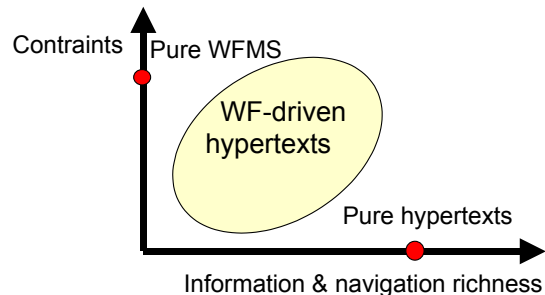 Contraints
Pure WFMS
WF-driven
hypertexts
Pure hypertexts
Information & navigation richness